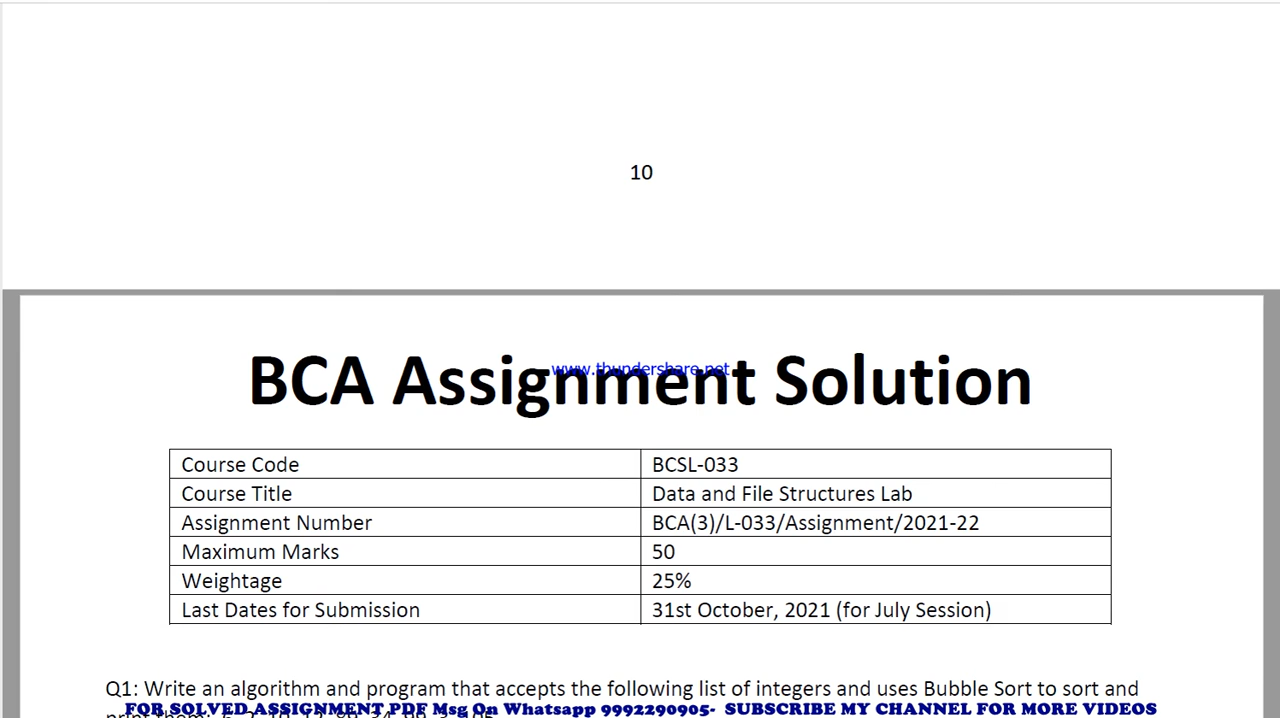 10
BCA Assignment Solution
www.thundershare.net
Course Code BCSL-033
Course Title Data and File Structures Lab
Assignment Number BCA(3)/L-033/Assignment/2021-22
Maximum Marks 50
Weightage 25%
Last Dates for Submission 31st October, 2021 (for July Session)
Q1: Write an algorithm and program that accepts the following list of integers and uses Bubble Sort to sort and
FOR SOLVED ASSIGNMENT PDF Msg On Whatsapp 9992290905- SUBSCRIBE MY CHANNEL FOR MORE VIDEOS